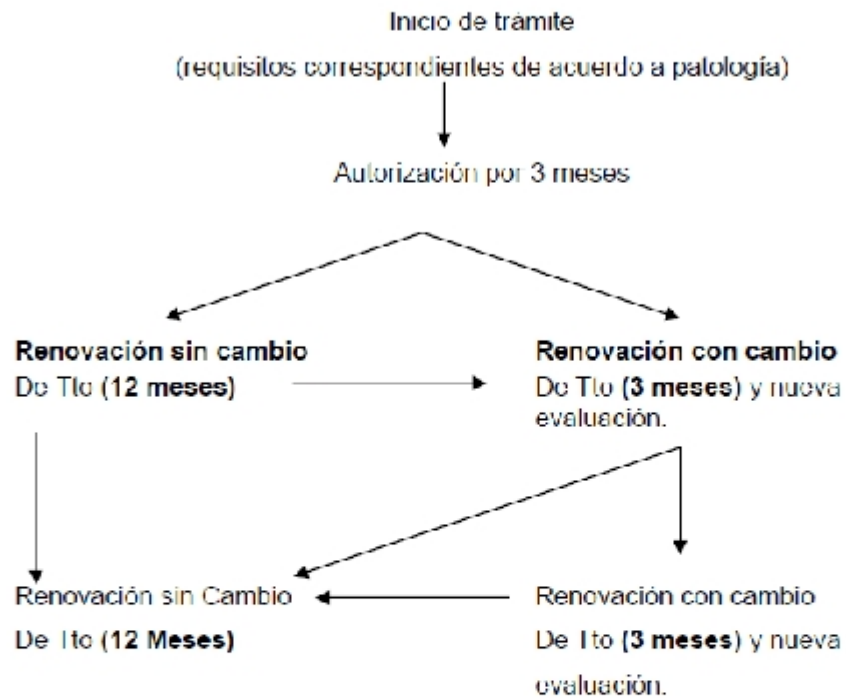 Inicio de trámite
(requisitos correspondientes de acuerdo a patología)
Autorización por 3 meses
Renovación sin cambio
De Tto (12 meses)
Renovación con cambio
De Tto (3 meses) y nueva
evaluación.
Renovación sin Cambio
De Tto (12 Meses)
Renovación con cambio
De Tto (3 meses) y nueva
evaluación.